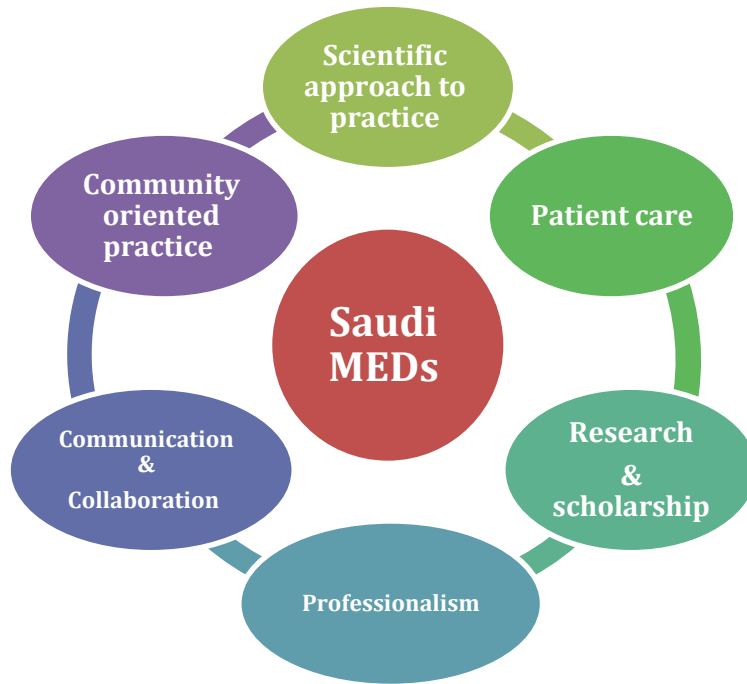 Scientific
approach to
practice
Patient care
Research
&
scholarship
Professionalism
Communication
&
Collaboration
Community
oriented
practice
Saudi
MEDs